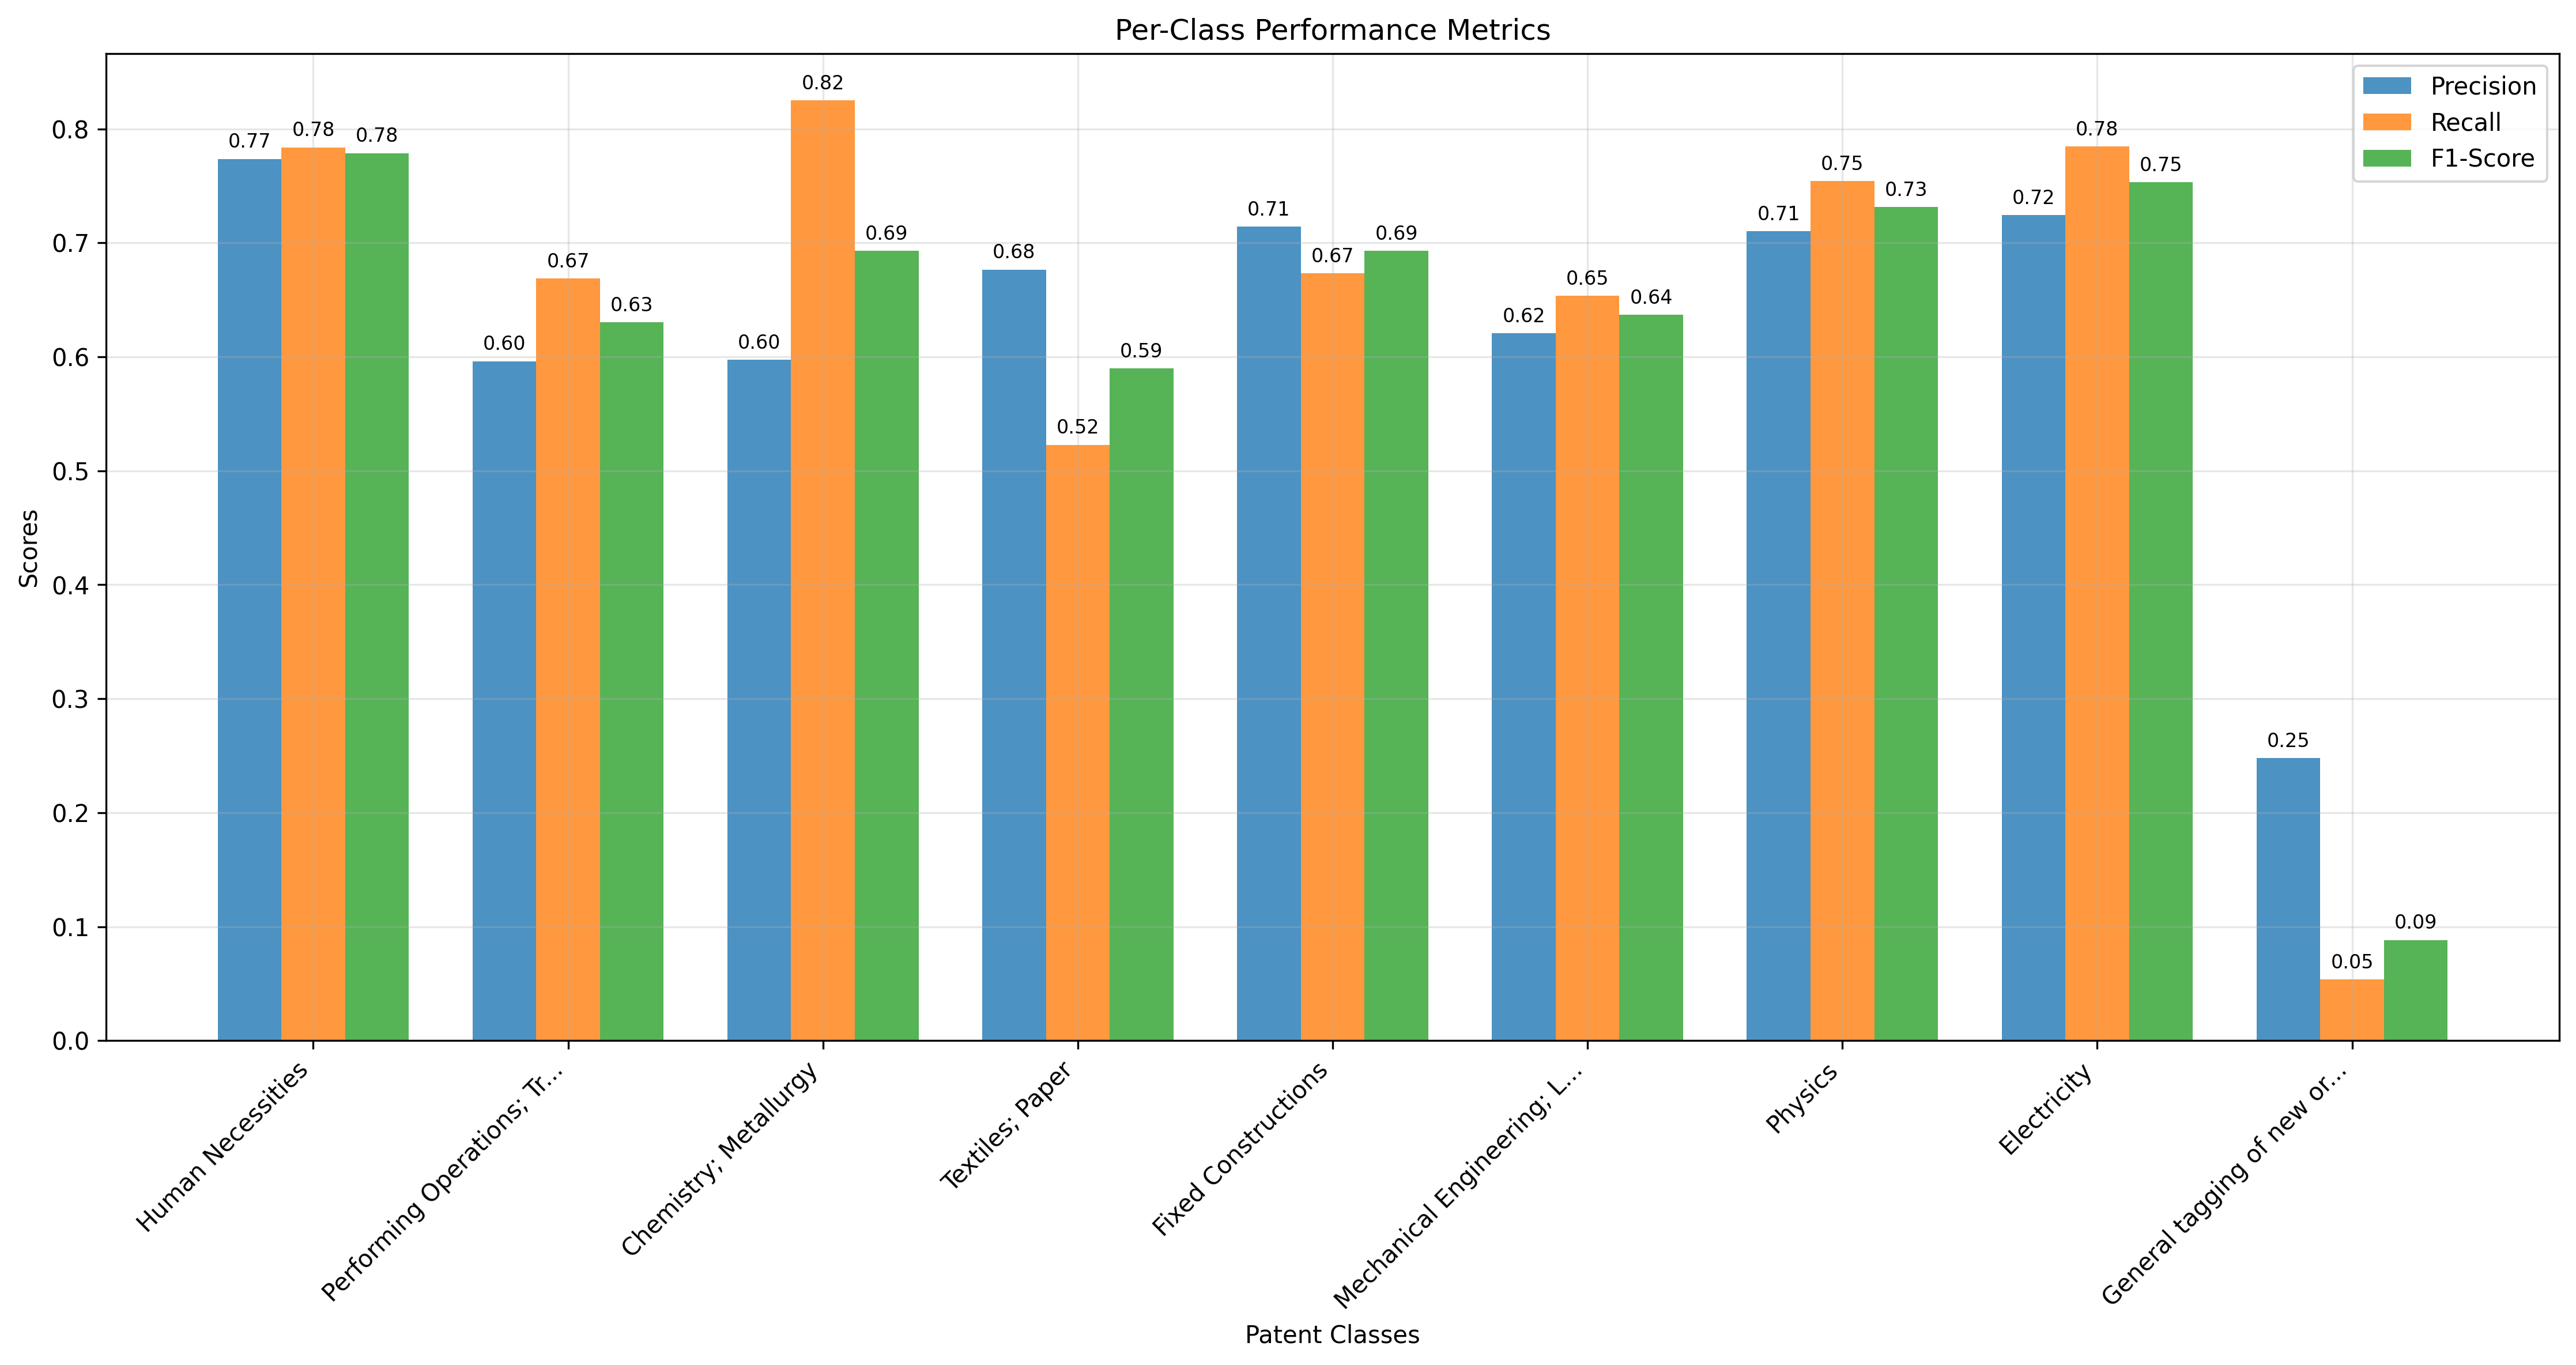 Per-Class Performance Metrics
Precision
Recall
F1-Score
Scores
0.8
0.7
0.6
0.5
0.4
0.3
0.2
0.1
0.0
0.77
0.78
0.78
0.60
0.67
0.63
0.60
0.82
0.69
0.68
0.52
0.59
0.71
0.67
0.69
0.62
0.65
0.64
0.71
0.75
0.73
0.72
0.78
0.75
0.25
0.05
0.09
Human Necessities
Performing Operations; Tr...
Chemistry; Metallurgy
Textiles; Paper
Fixed Constructions
Mechanical Engineering; L...
Physics
Electricity
General tagging of new or...
Patent Classes